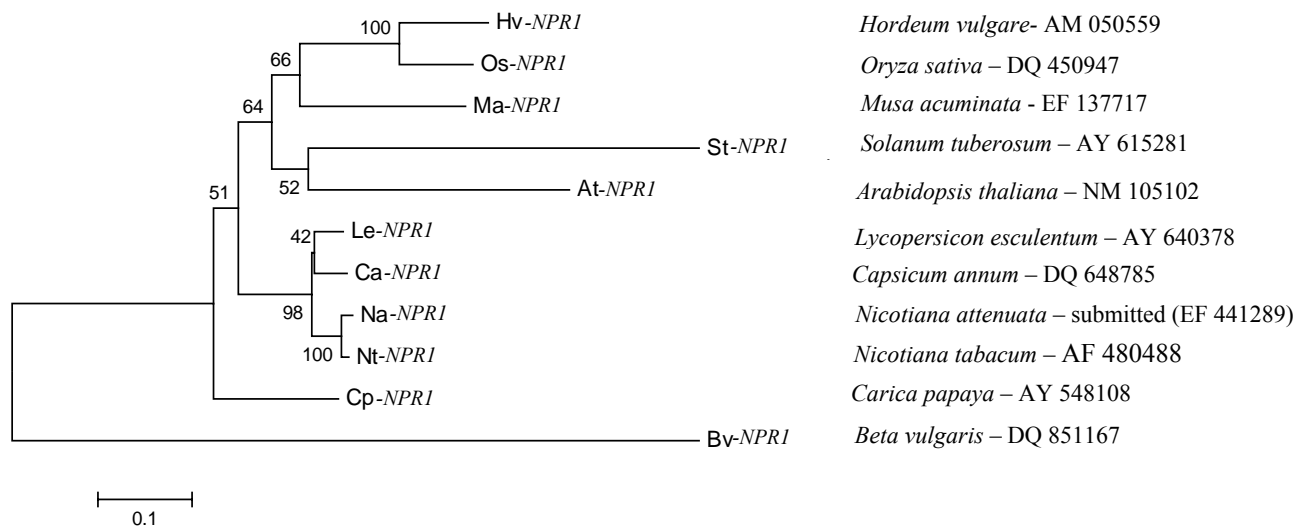 Hv-NPR1 Hordeum vulgare- AM 050559
100
Os-NPR1 Oryza sativa – DQ 450947
66
Ma-NPR1 Musa acuminata - EF 137717
64
St-NPR1 Solanum tuberosum – AY 615281
52
At-NPR1 Arabidopsis thaliana – NM 105102
51
Le-NPR1 Lycopersicon esculentum – AY 640378
42
Ca-NPR1 Capsicum annum – DQ 648785
98
Na-NPR1 Nicotiana attenuata – submitted (EF 441289)
100
Nt-NPR1 Nicotiana tabacum – AF 480488
Cp-NPR1 Carica papaya – AY 548108
Bv-NPR1 Beta vulgaris – DQ 851167
0.1